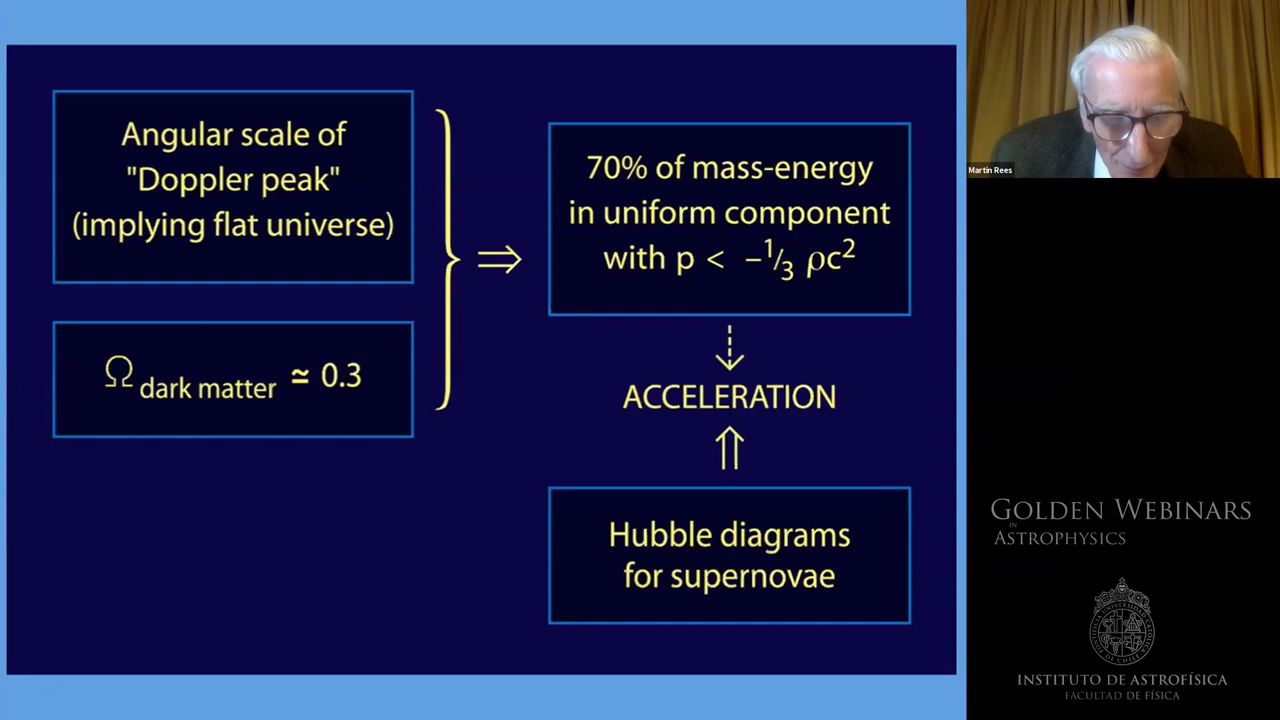 Angular scale of
"Doppler peak"
(implying flat universe)
Ω dark matter ≃ 0.3
70% of mass-energy
in uniform component
with p < −1/3 ρc²
ACCELERATION
Hubble diagrams
for supernovae
Martin Rees
GOLDEN WEBINARS
IN
ASTROPHYSICS
INSTITUTO DE ASTROFÍSICA
FACULTAD DE FÍSICA